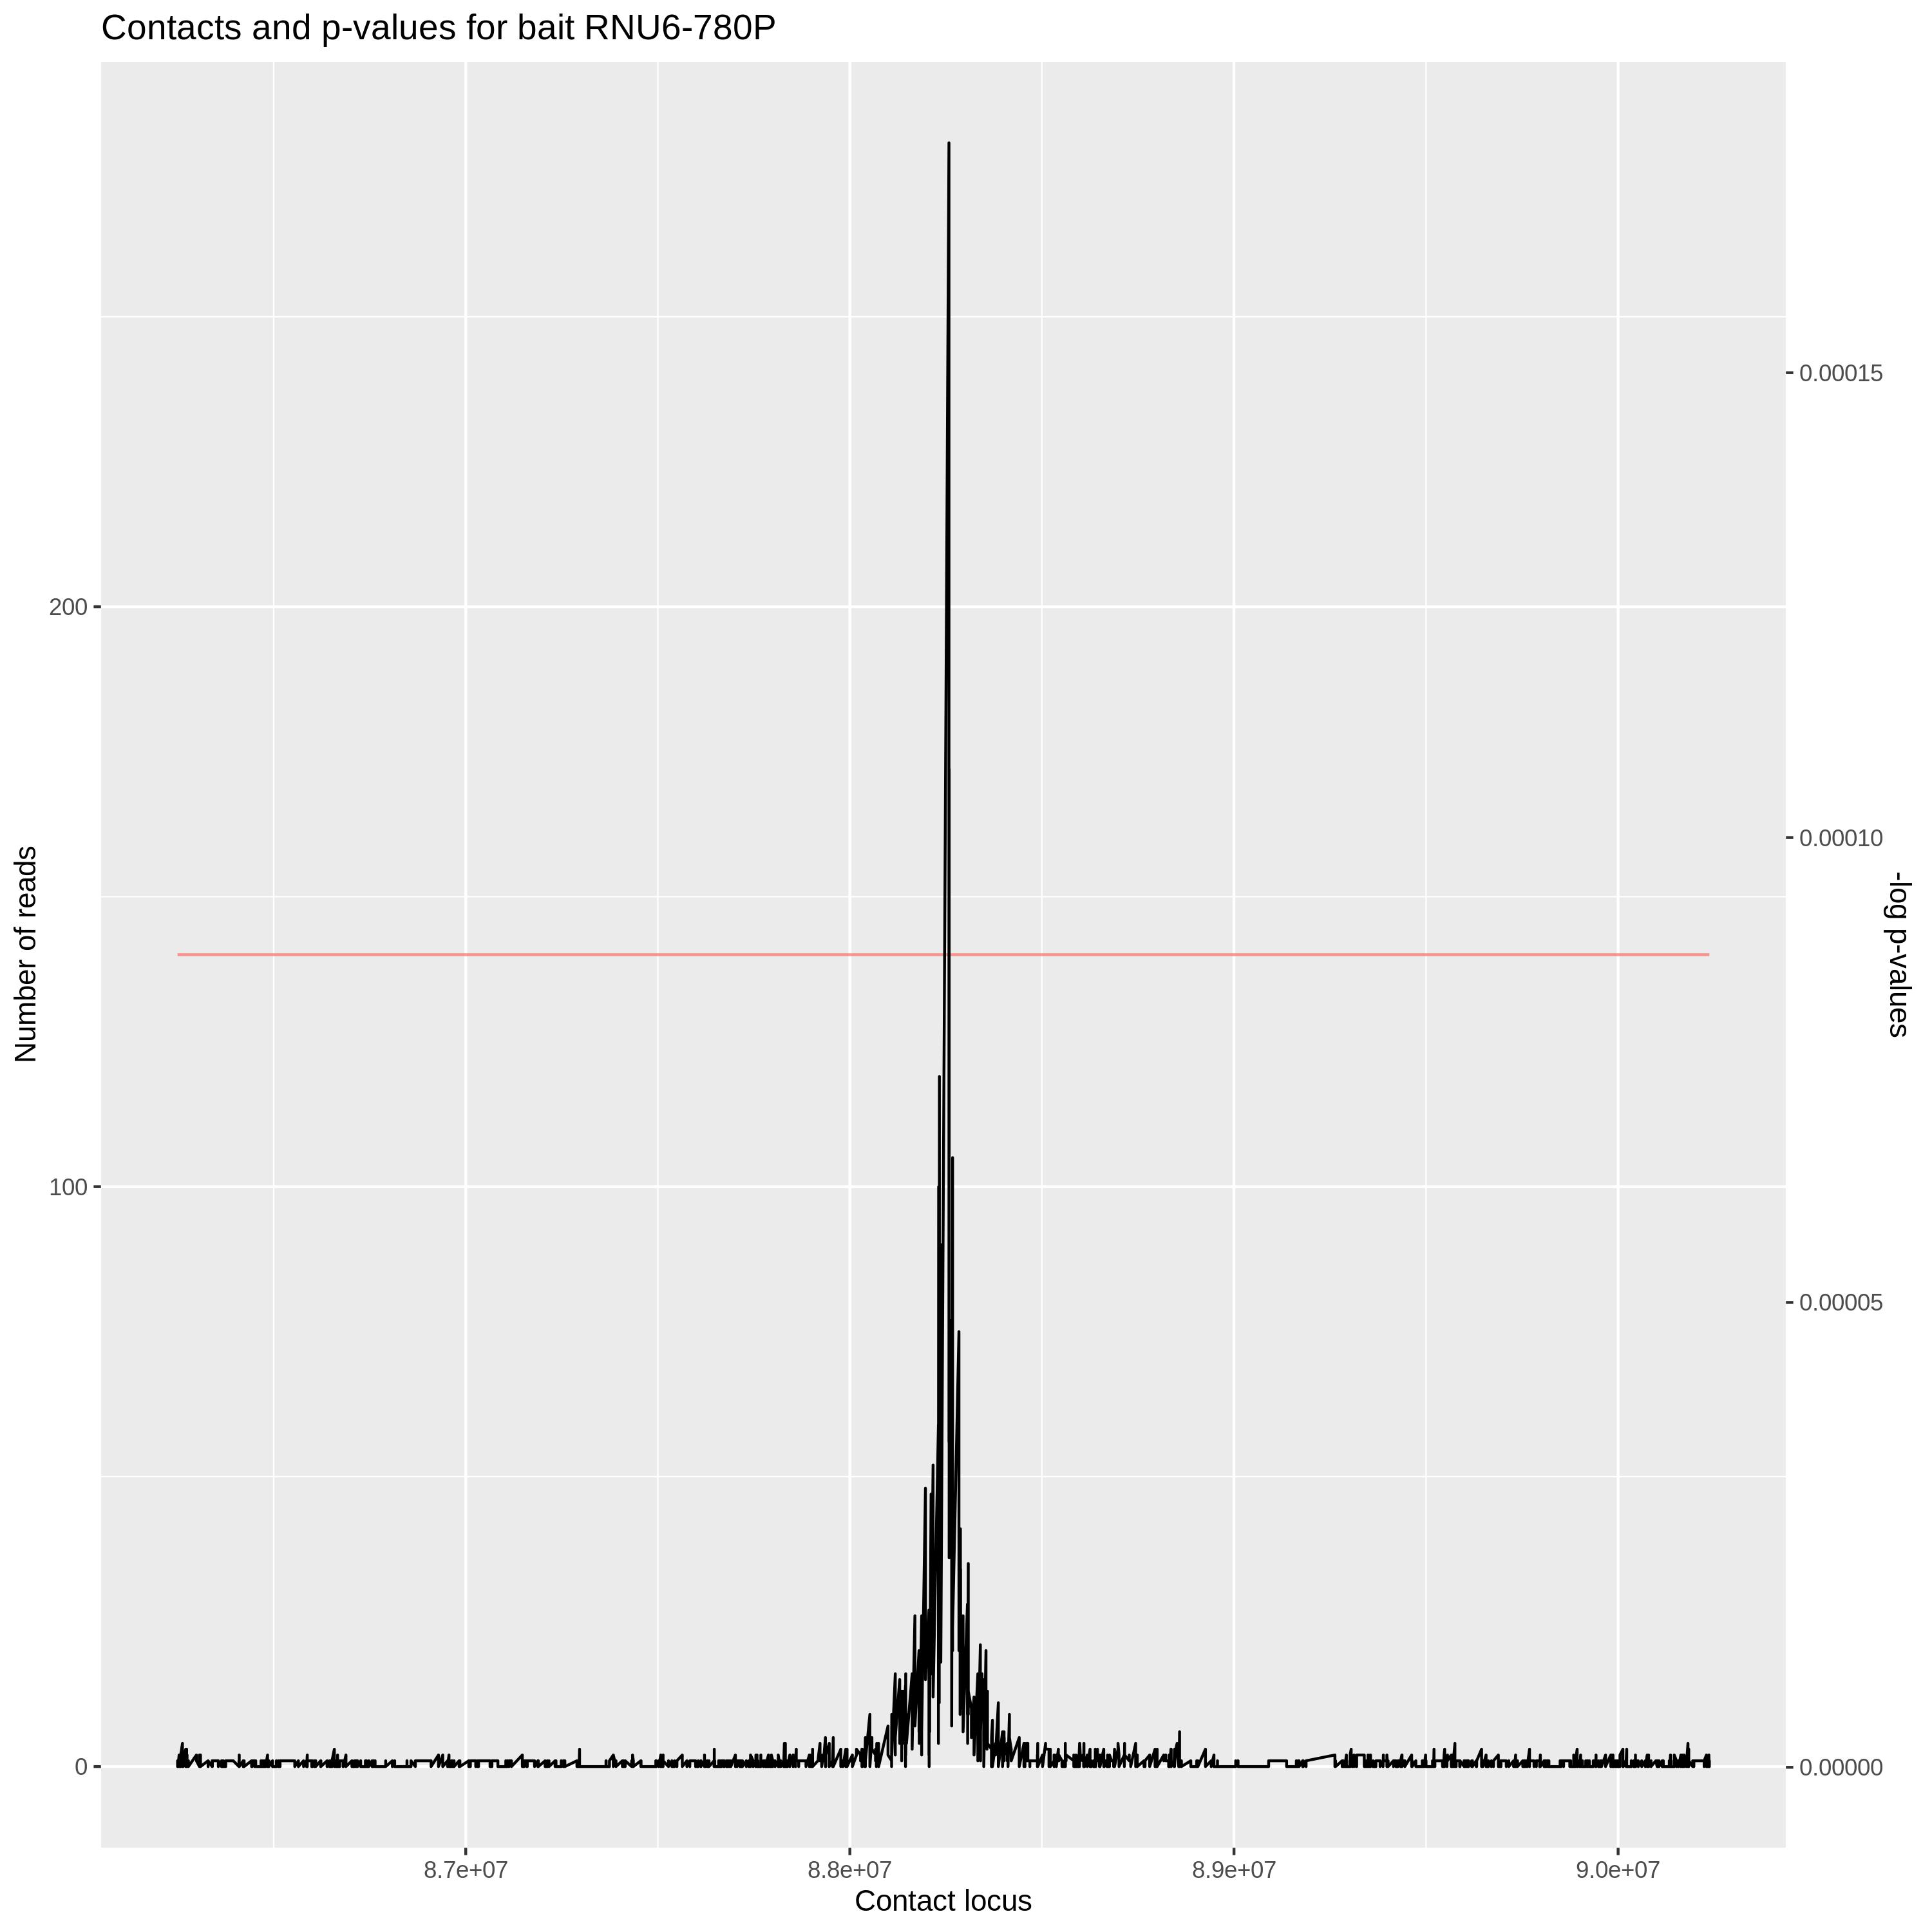 Contacts and p-values for bait RNU6-780P
Number of reads
200
100
0
0.00015
0.00010
0.00005
0.00000
-log p-values
8.7e+07
8.8e+07
8.9e+07
9.0e+07
Contact locus